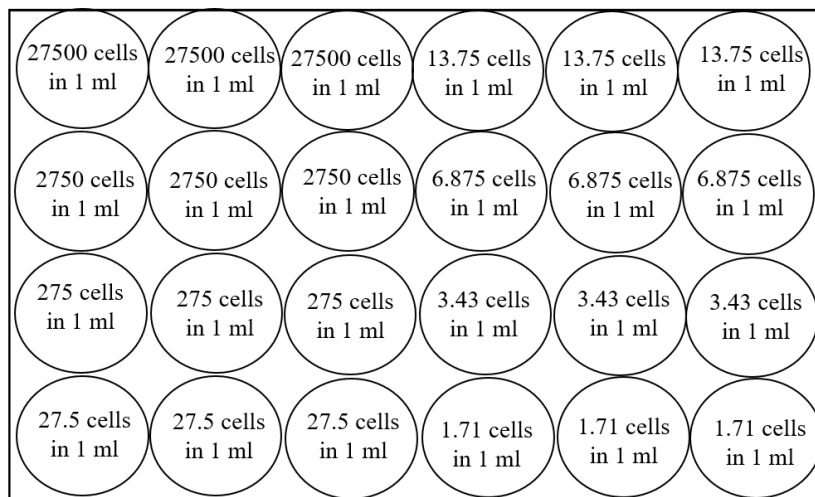 27500 cells
in 1 ml
27500 cells
in 1 ml
27500 cells
in 1 ml
13.75 cells
in 1 ml
13.75 cells
in 1 ml
13.75 cells
in 1 ml
2750 cells
in 1 ml
2750 cells
in 1 ml
2750 cells
in 1 ml
6.875 cells
in 1 ml
6.875 cells
in 1 ml
6.875 cells
in 1 ml
275 cells
in 1 ml
275 cells
in 1 ml
275 cells
in 1 ml
3.43 cells
in 1 ml
3.43 cells
in 1 ml
3.43 cells
in 1 ml
27.5 cells
in 1 ml
27.5 cells
in 1 ml
27.5 cells
in 1 ml
1.71 cells
in 1 ml
1.71 cells
in 1 ml
1.71 cells
in 1 ml